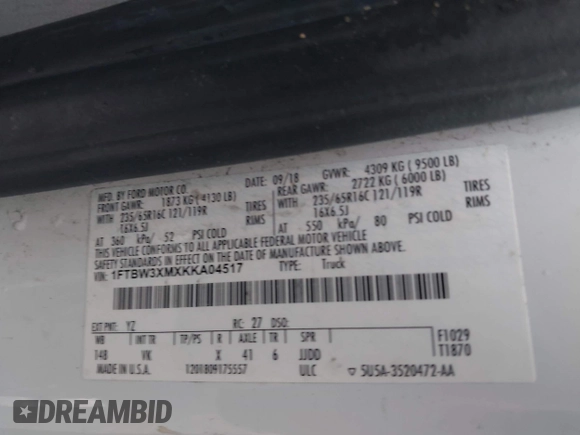 MFD. BY FORD MOTOR CO.
DATE: 09/18 GVWR: 4309 KG ( 9500 LB)
FRONT GAWR: 1873 KG ( 4130 LB)
REAR GAWR: 2722 KG ( 6000 LB)
WITH TIRES
235/65R16C 121/119R RIMS
16X6.5J
AT 360 kPa/ 52 PSI COLD
WITH TIRES
235/65R16C 121/119R RIMS
16X6.5J
AT 550 kPa/ 80 PSI COLD
THIS VEHICLE CONFORMS TO ALL APPLICABLE FEDERAL MOTOR VEHICLE
SAFETY STANDARDS IN EFFECT ON THE DATE OF MANUFACTURE SHOWN ABOVE.
VIN: 1FTBW3XMXKKA04517 TYPE: Truck
EXT PNT: YZ RC: 27 DSO:
WB INT TR TP/PS R AXLE TR SPR
148 VK X 41 6 JJDD
F1029
T1870
MADE IN U.S.A. 1201809175557 ULC ▽ 5U5A-3520472-AA
DREAMBID